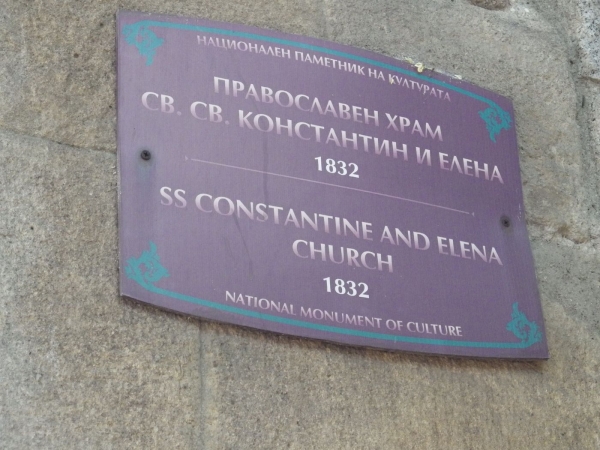 НАЦИОНАЛЕН ПАМЕТНИК НА КУЛТУРАТА
ПРАВОСЛАВЕН ХРАМ
СВ. СВ. КОНСТАНТИН И ЕЛЕНА
1832
SS CONSTANTINE AND ELENA
CHURCH
1832
NATIONAL MONUMENT OF CULTURE